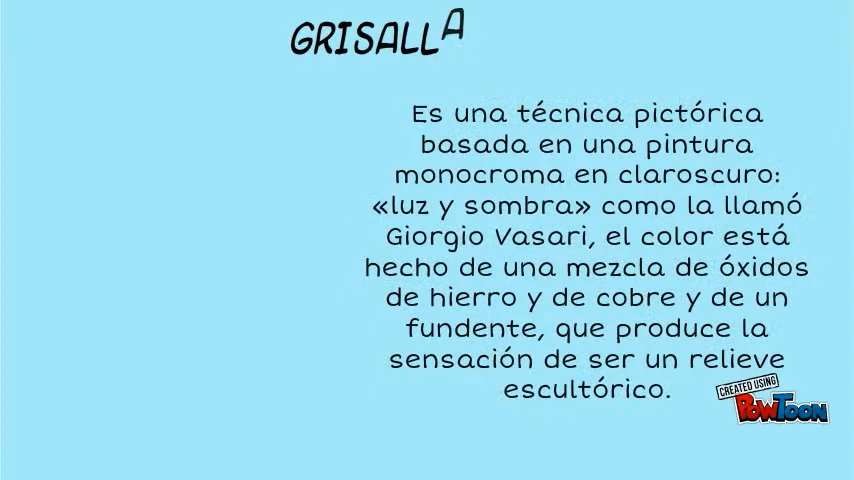 GRISALLA
Es una técnica pictórica
basada en una pintura
monocroma en claroscuro:
«luz y sombra» como la llamó
Giorgio Vasari, el color está
hecho de una mezcla de óxidos
de hierro y de cobre y de un
fundente, que produce la
sensación de ser un relieve
escultórico.
CREATED USING
PowToon